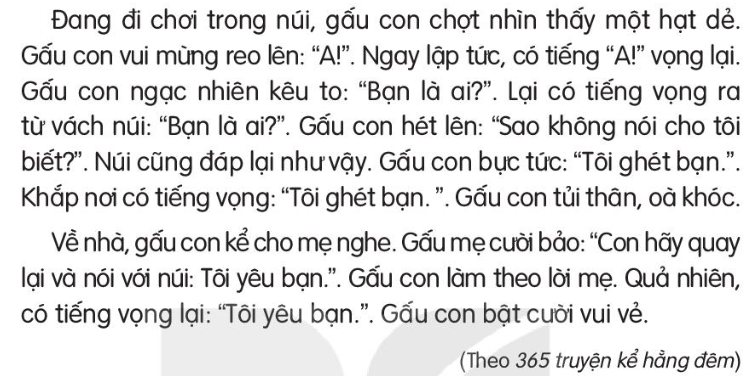 Đang đi chơi trong núi, gấu con chợt nhìn thấy một hạt dẻ.
Gấu con vui mừng reo lên: “A!”. Ngay lập tức, có tiếng “A!” vọng lại.
Gấu con ngạc nhiên kêu to: “Bạn là ai?”. Lại có tiếng vọng ra
từ vách núi: “Bạn là ai?”. Gấu con hét lên: “Sao không nói cho tôi
biết?”. Núi cũng đáp lại như vậy. Gấu con bực tức: “Tôi ghét bạn.”.
Khắp nơi có tiếng vọng: “Tôi ghét bạn. ”. Gấu con tủi thân, oà khóc.
Về nhà, gấu con kể cho mẹ nghe. Gấu mẹ cười bảo: “Con hãy quay
lại và nói với núi: Tôi yêu bạn.”. Gấu con làm theo lời mẹ. Quả nhiên,
có tiếng vọng lại: “Tôi yêu bạn.”. Gấu con bật cười vui vẻ.
(Theo 365 truyện kể hằng đêm)